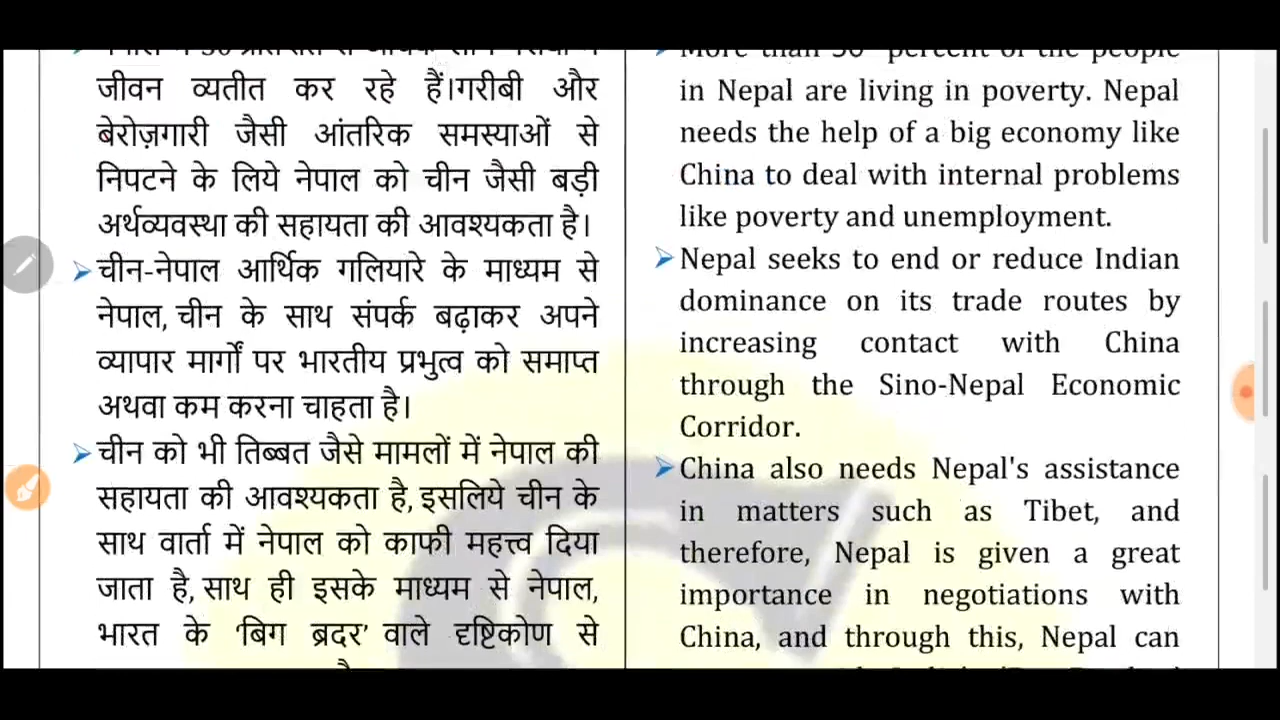 जीवन व्यतीत कर रहे हैं।गरीबी और
बेरोज़गारी जैसी आंतरिक समस्याओं से
निपटने के लिये नेपाल को चीन जैसी बड़ी
अर्थव्यवस्था की सहायता की आवश्यकता है।
➢ चीन-नेपाल आर्थिक गलियारे के माध्यम से
नेपाल, चीन के साथ संपर्क बढ़ाकर अपने
व्यापार मार्गों पर भारतीय प्रभुत्व को समाप्त
अथवा कम करना चाहता है।
➢ चीन को भी तिब्बत जैसे मामलों में नेपाल की
सहायता की आवश्यकता है, इसलिये चीन के
साथ वार्ता में नेपाल को काफी महत्त्व दिया
जाता है, साथ ही इसके माध्यम से नेपाल,
भारत के ‘बिग ब्रदर’ वाले दृष्टिकोण से
More than percent of the people
in Nepal are living in poverty. Nepal
needs the help of a big economy like
China to deal with internal problems
like poverty and unemployment.
➢ Nepal seeks to end or reduce Indian
dominance on its trade routes by
increasing contact with China
through the Sino-Nepal Economic
Corridor.
➢ China also needs Nepal's assistance
in matters such as Tibet, and
therefore, Nepal is given a great
importance in negotiations with
China, and through this, Nepal can